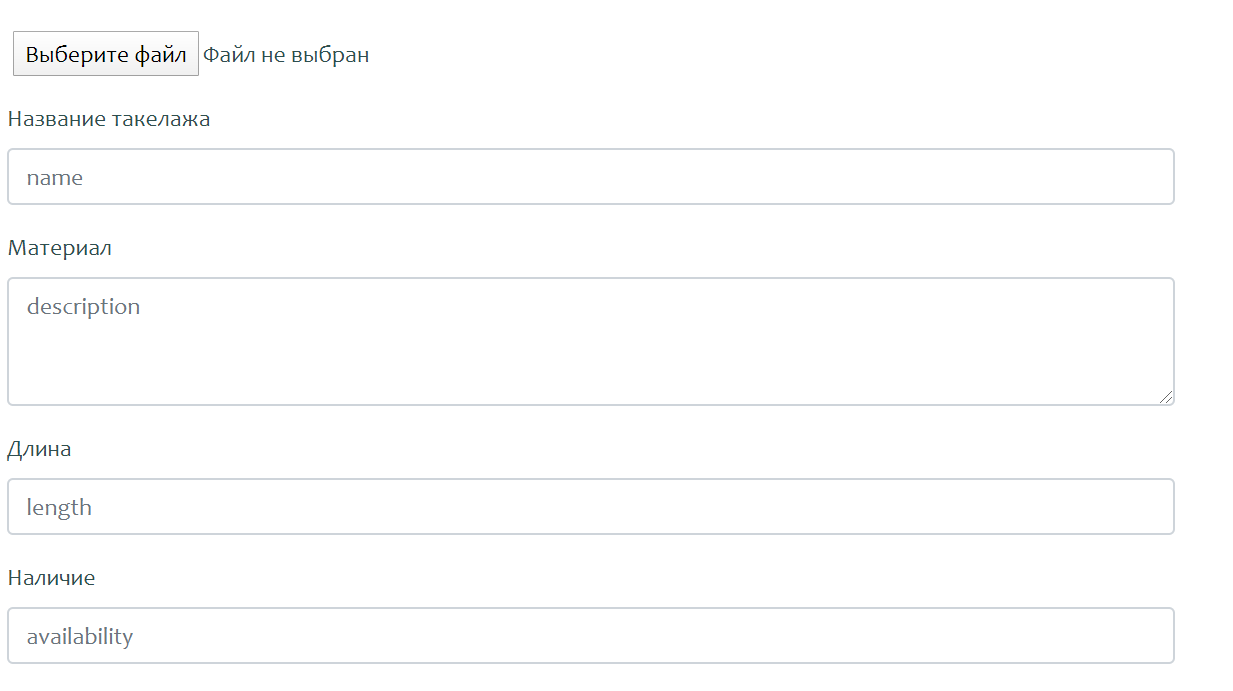 Выберите файл Файл не выбран
Название такелажа
name
Материал
description
Длина
length
Наличие
availability